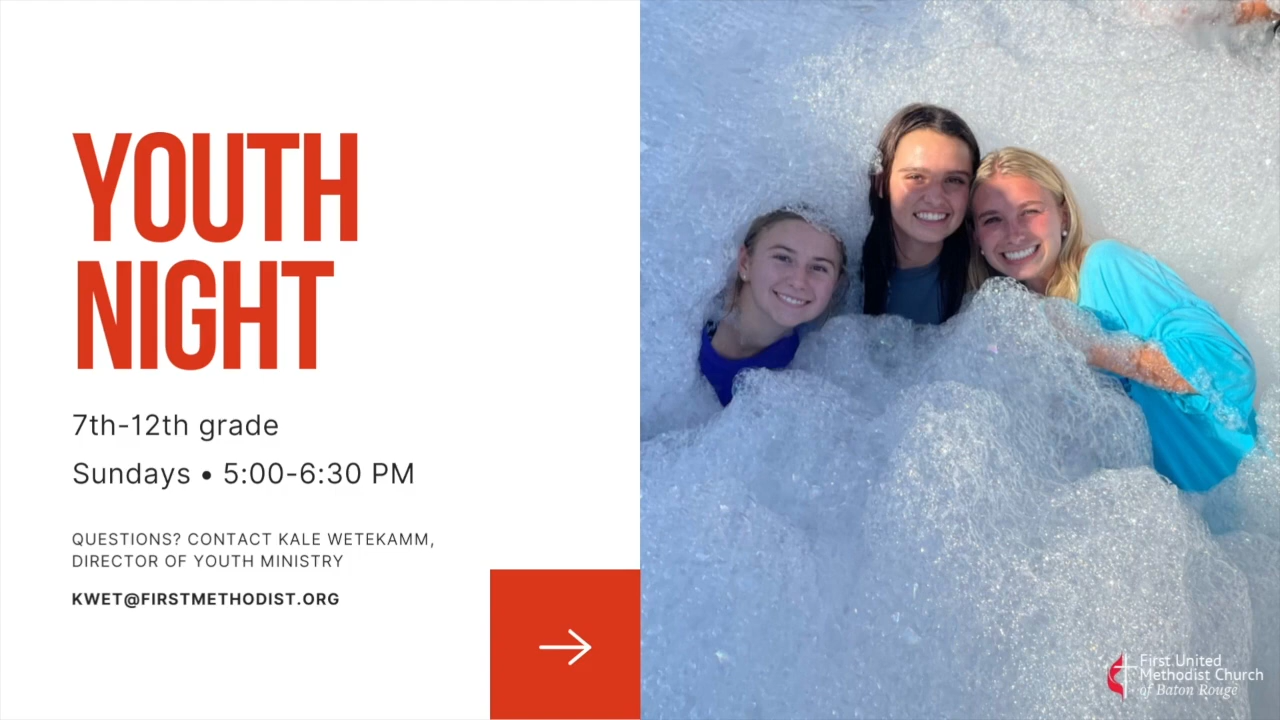 YOUTH
NIGHT
7th-12th grade
Sundays • 5:00-6:30 PM
QUESTIONS? CONTACT KALE WETEKAMM,
DIRECTOR OF YOUTH MINISTRY
KWET@FIRSTMETHODIST.ORG
First United
Methodist Church
of Baton Rouge